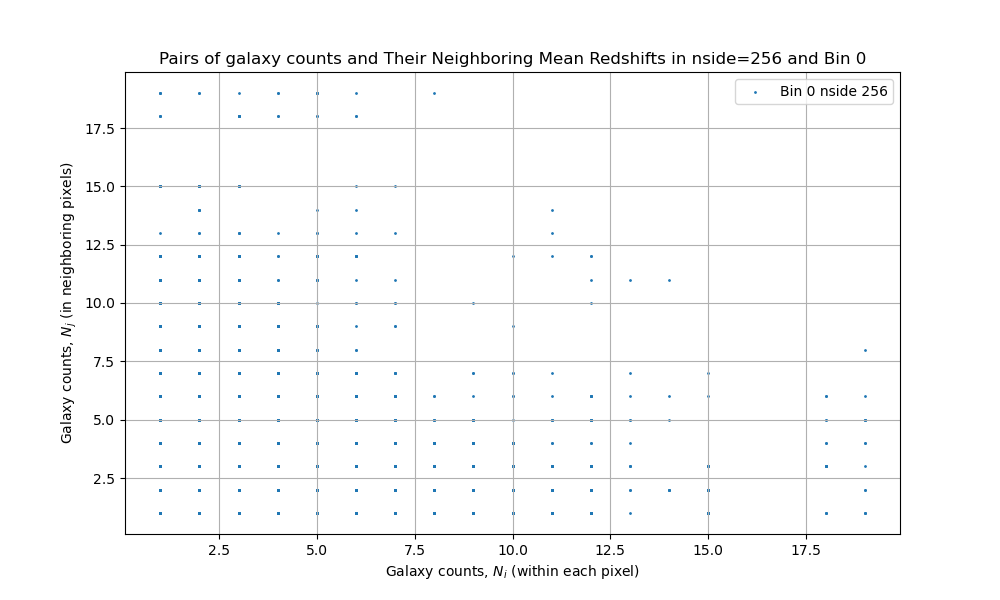 Pairs of galaxy counts and Their Neighboring Mean Redshifts in nside=256 and Bin 0
Bin 0 nside 256
17.5
15.0
12.5
10.0
7.5
5.0
2.5
Galaxy counts, N_j (in neighboring pixels)
2.5 5.0 7.5 10.0 12.5 15.0 17.5
Galaxy counts, N_i (within each pixel)